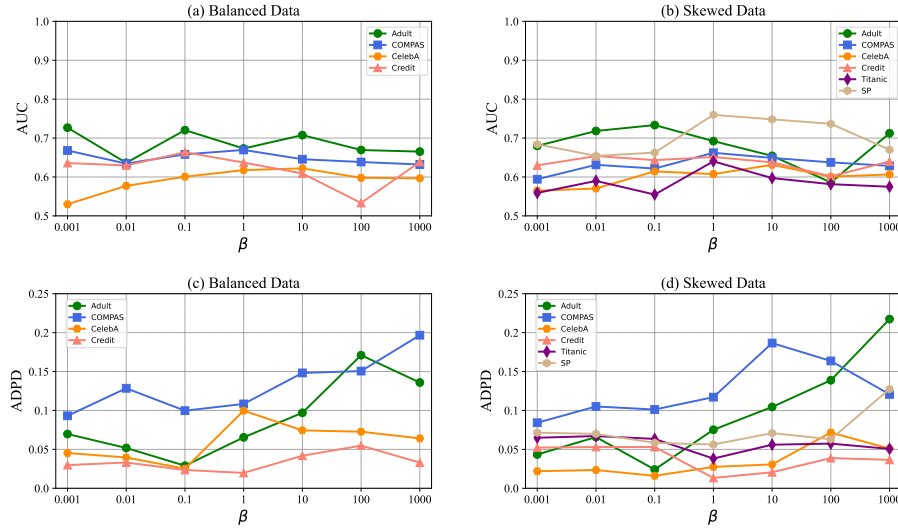 (a) Balanced Data
1.0
0.9
0.8
0.7
0.6
0.5
AUC
Adult
COMPAS
CelebA
Credit
0.001 0.01 0.1 1 10 100 1000
β
(b) Skewed Data
1.0
0.9
0.8
0.7
0.6
0.5
AUC
Adult
COMPAS
CelebA
Credit
Titanic
SP
0.001 0.01 0.1 1 10 100 1000
β
(c) Balanced Data
0.25
0.2
0.15
0.1
0.05
0.0
ADPD
Adult
COMPAS
CelebA
Credit
0.001 0.01 0.1 1 10 100 1000
β
(d) Skewed Data
0.25
0.2
0.15
0.1
0.05
0.0
ADPD
Adult
COMPAS
CelebA
Credit
Titanic
SP
0.001 0.01 0.1 1 10 100 1000
β